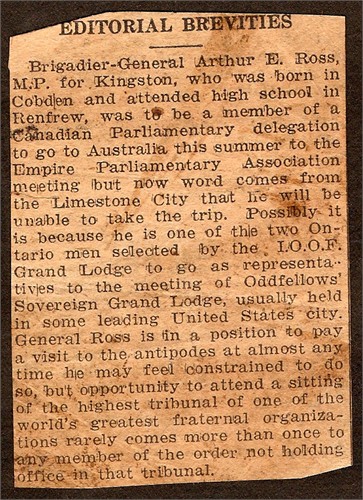 EDITORIAL BREVITIES
Brigadier-General Arthur E. Ross,
M.P. for Kingston, who was born in
Cobden and attended high school in
Renfrew, was to be a member of a
Canadian Parliamentary delegation
to go to Australia this summer to the
Empire Parliamentary Association
meeting but now word comes from
the Limestone City that he will be
unable to take the trip. Possibly it
is because he is one of the two On-
tario men selected by the I.O.O.F.
Grand Lodge to go as representa-
tives to the meeting of Oddfellows'
Sovereign Grand Lodge, usually held
in some leading United States city.
General Ross is in a position to pay
a visit to the antipodes at almost any
time he may feel constrained to do
so, but opportunity to attend a sitting
of the highest tribunal of one of the
world's greatest fraternal organiza-
tions rarely comes more than once to
any member of the order not holding
office in that tribunal.